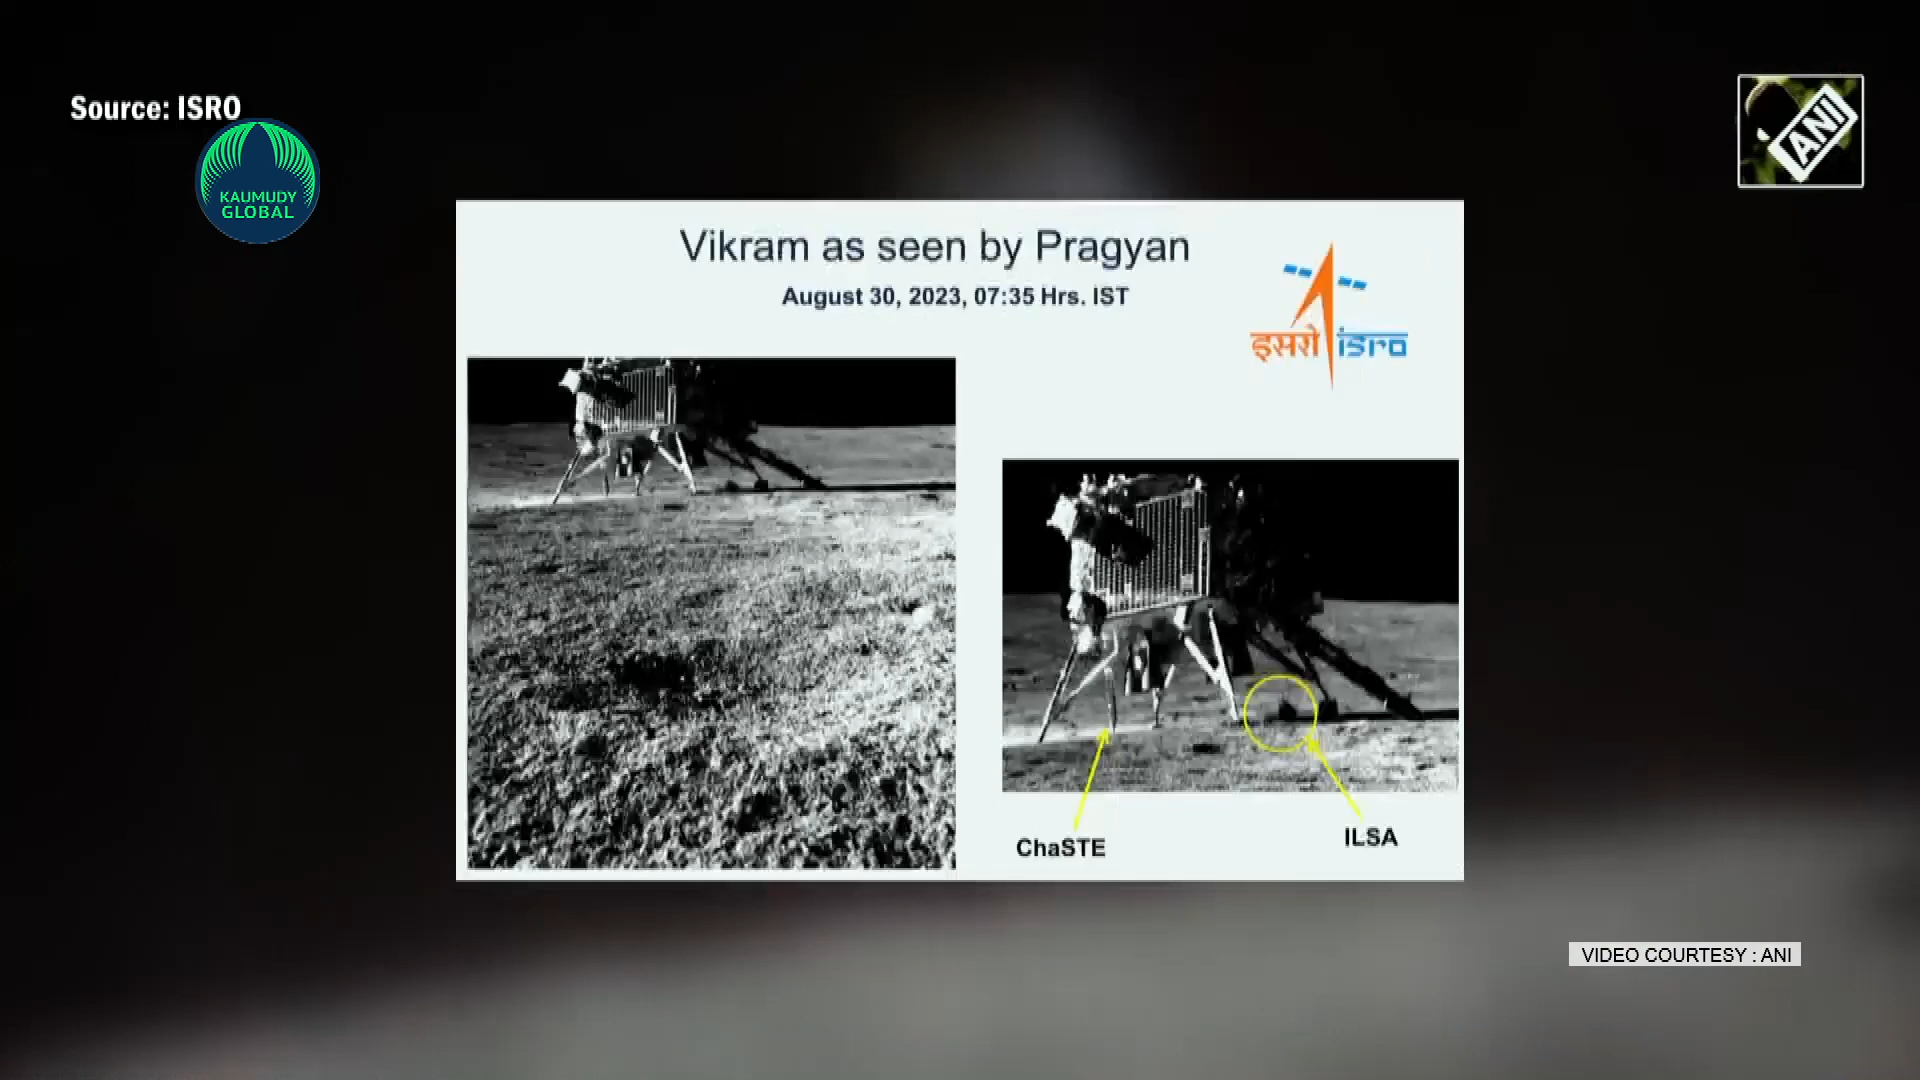 Source: ISRO
KAUMUDY
GLOBAL
ANI
Vikram as seen by Pragyan
August 30, 2023, 07:35 Hrs. IST
इसरो isro
ChaSTE
ILSA
VIDEO COURTESY : ANI